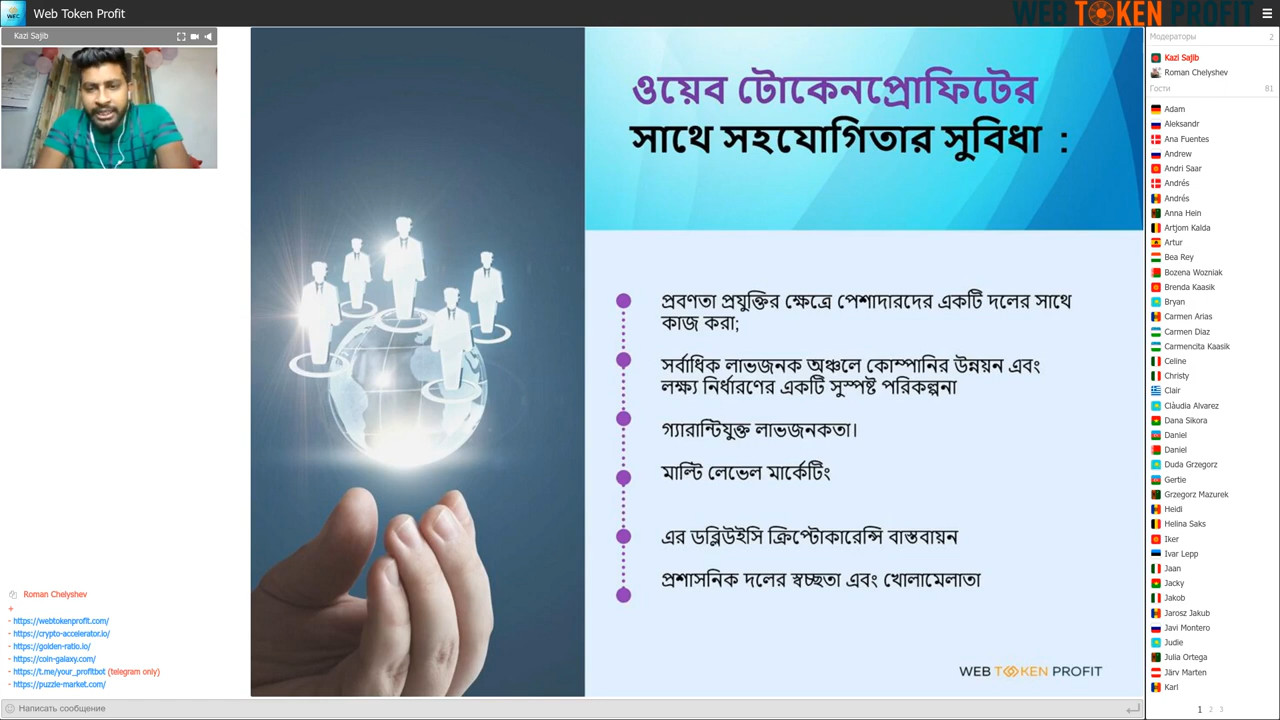 Web Token Profit
WEB TOKEN PROFIT
Kazi Sajib
ওয়েব টোকেনপ্রোফিটের
সাথে সহযোগিতার সুবিধা :
প্রবণতা প্রযুক্তির ক্ষেত্রে পেশাদারদের একটি দলের সাথে
কাজ করা;
সর্বাধিক লাভজনক অঞ্চলে কোম্পানির উন্নয়ন এবং
লক্ষ্য নির্ধারণের একটি সুস্পষ্ট পরিকল্পনা
গ্যারান্টিযুক্ত লাভজনকতা।
মাল্টি লেভেল মার্কেটিং
এর ডব্লিউইসি ক্রিপ্টোকারেন্সি বাস্তবায়ন
প্রশাসনিক দলের স্বচ্ছতা এবং খোলামেলাতা
WEB TOKEN PROFIT
Roman Chelyshev
+
- https://webtokenprofit.com/
- https://crypto-accelerator.io/
- https://golden-ratio.io/
- https://coin-galaxy.com/
- https://t.me/your_profitbot (telegram only)
- https://puzzle-market.com/
Написать сообщение
Модераторы 2
Kazi Sajib
Roman Chelyshev
Гости 81
Adam
Aleksandr
Ana Fuentes
Andrew
Andri Saar
Andrés
Andrés
Anna Hein
Artjom Kalda
Artur
Bea Rey
Bozena Wozniak
Brenda Kaasik
Bryan
Carmen Arias
Carmen Diaz
Carmencita Kaasik
Celine
Christy
Clair
Clàudia Alvarez
Dana Sikora
Daniel
Daniel
Duda Grzegorz
Gertie
Grzegorz Mazurek
Heidi
Helina Saks
Iker
Ivar Lepp
Jaan
Jacky
Jakob
Jarosz Jakub
Javi Montero
Judie
Julia Ortega
Järv Marten
Karl
1 2 3